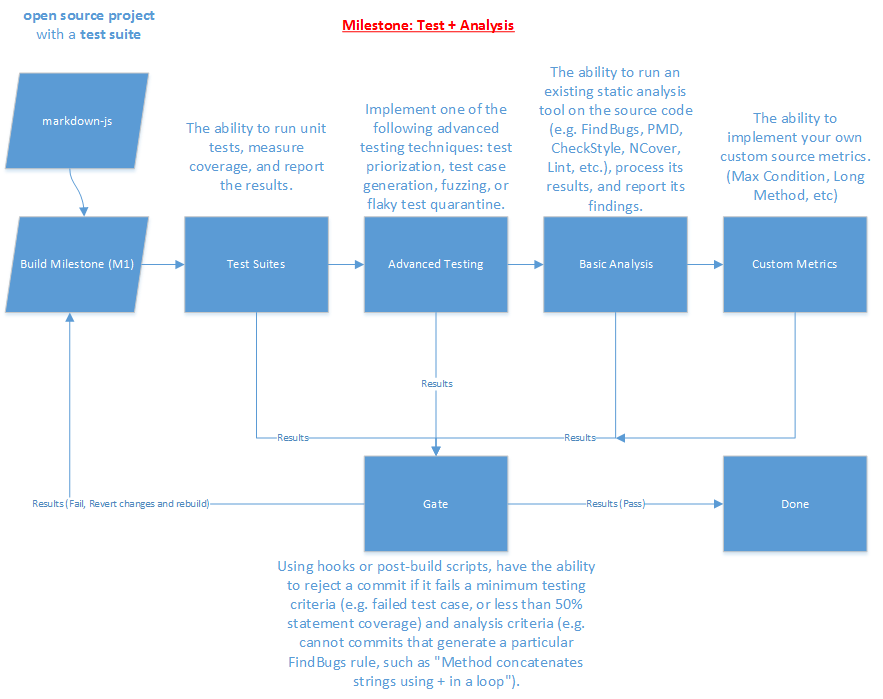 open source project
with a test suite
Milestone: Test + Analysis
markdown-js
The ability to run unit
tests, measure
coverage, and report
the results.
Implement one of the
following advanced
testing techniques: test
priorization, test case
generation, fuzzing, or
flaky test quarantine.
The ability to run an
existing static analysis
tool on the source code
(e.g. FindBugs, PMD,
CheckStyle, NCover,
Lint, etc.), process its
results, and report its
findings.
The ability to
implement your own
custom source metrics.
(Max Condition, Long
Method, etc)
Build Milestone (M1)
Test Suites
Advanced Testing
Basic Analysis
Custom Metrics
Results
Results
Results
Results (Fail, Revert changes and rebuild)
Gate
Results (Pass)
Done
Using hooks or post-build scripts, have the ability
to reject a commit if it fails a minimum testing
criteria (e.g. failed test case, or less than 50%
statement coverage) and analysis criteria (e.g.
cannot commits that generate a particular
FindBugs rule, such as "Method concatenates
strings using + in a loop").